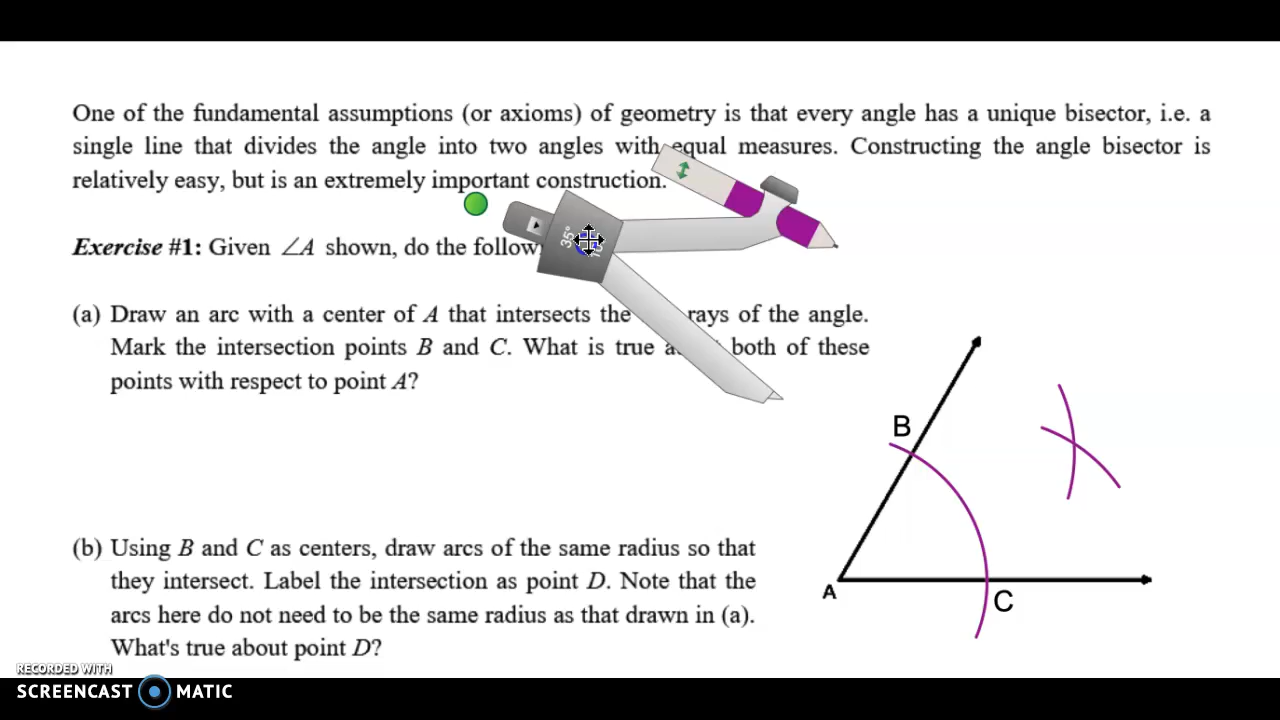 One of the fundamental assumptions (or axioms) of geometry is that every angle has a unique bisector, i.e. a
single line that divides the angle into two angles with equal measures. Constructing the angle bisector is
relatively easy, but is an extremely important construction.
Exercise #1: Given ∠A shown, do the follow
35°
(a) Draw an arc with a center of A that intersects the rays of the angle.
Mark the intersection points B and C. What is true both of these
points with respect to point A?
B
(b) Using B and C as centers, draw arcs of the same radius so that
they intersect. Label the intersection as point D. Note that the
arcs here do not need to be the same radius as that drawn in (a).
What's true about point D?
A
C
RECORDED WITH
SCREENCAST MATIC